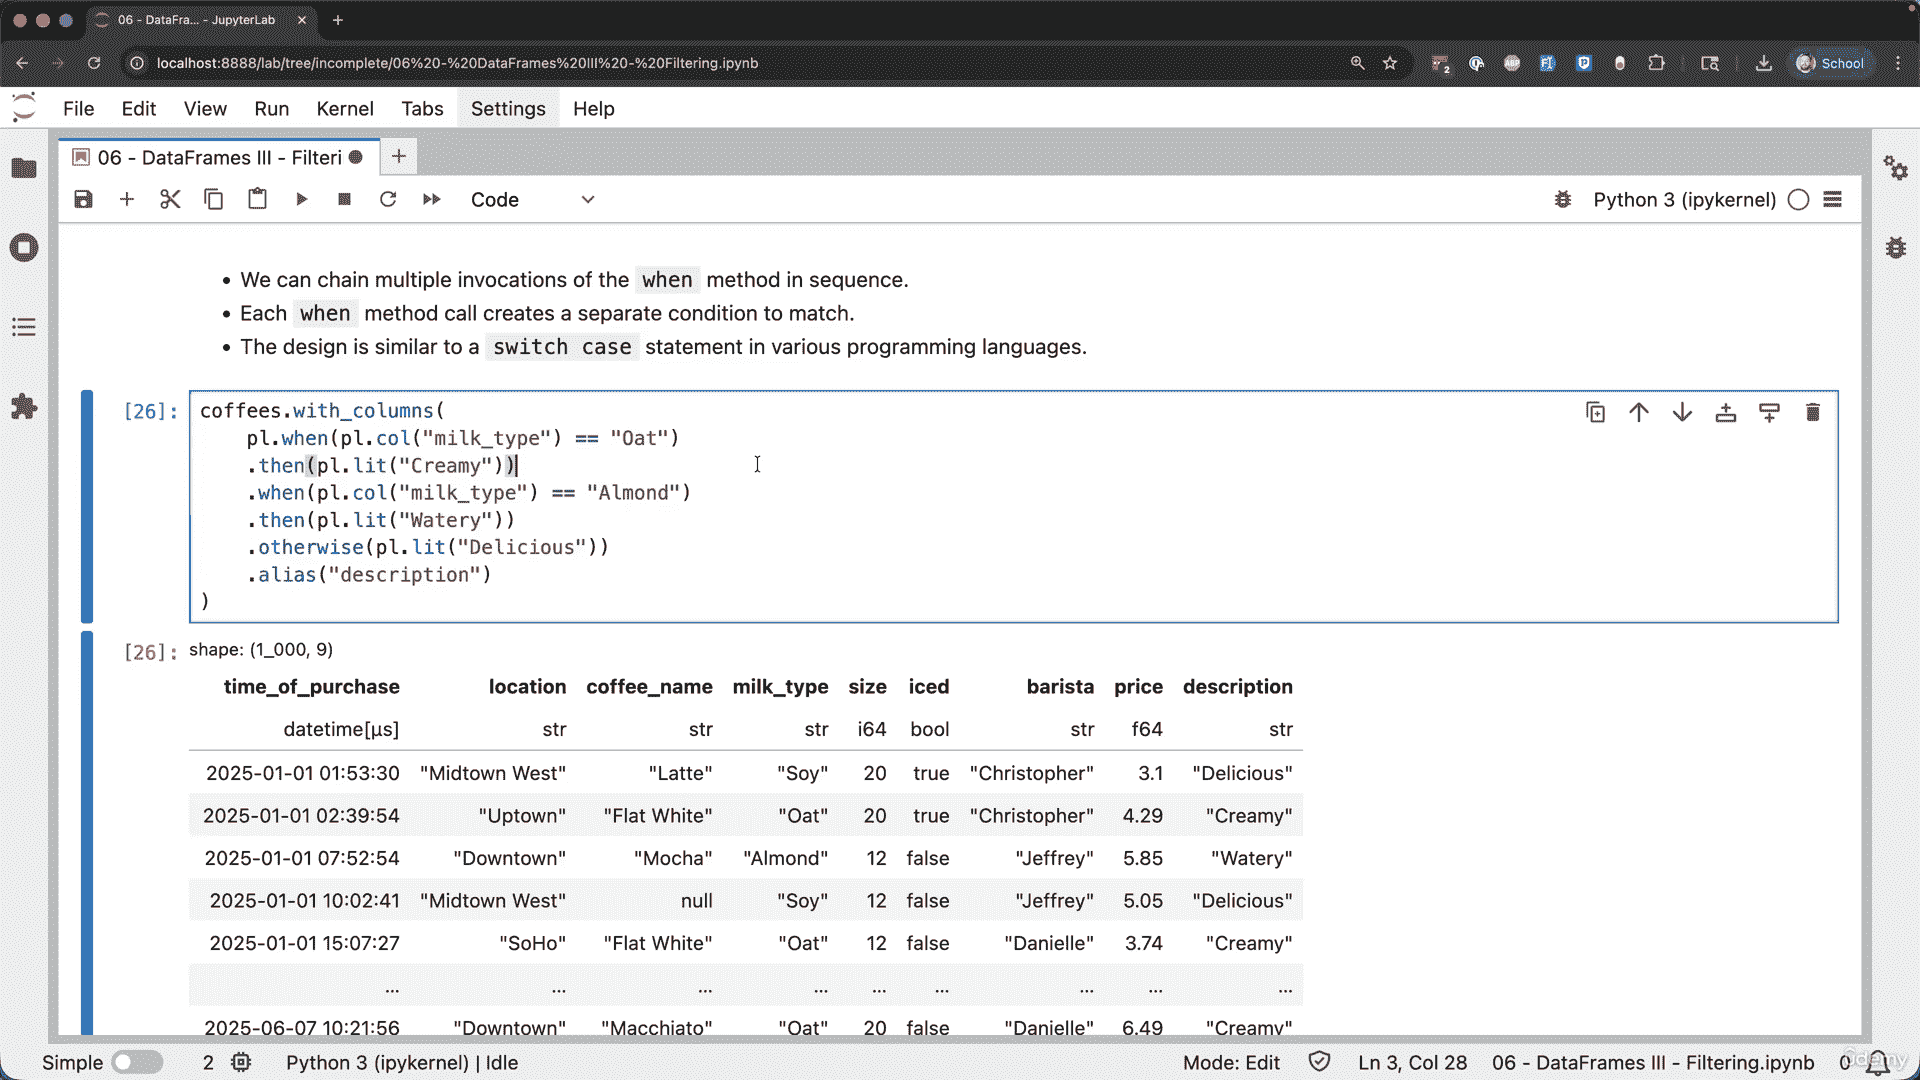 06 - DataFra... - JupyterLab
localhost:8888/lab/tree/incomplete/06%20-%20DataFrames%20III%20-%20Filtering.ipynb
2
ABP
School
File Edit View Run Kernel Tabs Settings Help
06 - DataFrames III - Filteri
Code
Python 3 (ipykernel)
We can chain multiple invocations of the when method in sequence.
Each when method call creates a separate condition to match.
The design is similar to a switch case statement in various programming languages.
[26]:
coffees.with_columns(
pl.when(pl.col("milk_type") == "Oat")
.then(pl.lit("Creamy"))
.when(pl.col("milk_type") == "Almond")
.then(pl.lit("Watery"))
.otherwise(pl.lit("Delicious"))
.alias("description")
)
[26]:
shape: (1_000, 9)
time_of_purchase location coffee_name milk_type size iced barista price description
datetime[μs] str str str i64 bool str f64 str
2025-01-01 01:53:30 "Midtown West" "Latte" "Soy" 20 true "Christopher" 3.1 "Delicious"
2025-01-01 02:39:54 "Uptown" "Flat White" "Oat" 20 true "Christopher" 4.29 "Creamy"
2025-01-01 07:52:54 "Downtown" "Mocha" "Almond" 12 false "Jeffrey" 5.85 "Watery"
2025-01-01 10:02:41 "Midtown West" null "Soy" 12 false "Jeffrey" 5.05 "Delicious"
2025-01-01 15:07:27 "SoHo" "Flat White" "Oat" 12 false "Danielle" 3.74 "Creamy"
… … … … … … … … …
2025-06-07 10:21:56 "Downtown" "Macchiato" "Oat" 20 false "Danielle" 6.49 "Creamy"
Simple 2 Python 3 (ipykernel) | Idle Mode: Edit Ln 3, Col 28 06 - DataFrames III - Filtering.ipynb 0
udemy